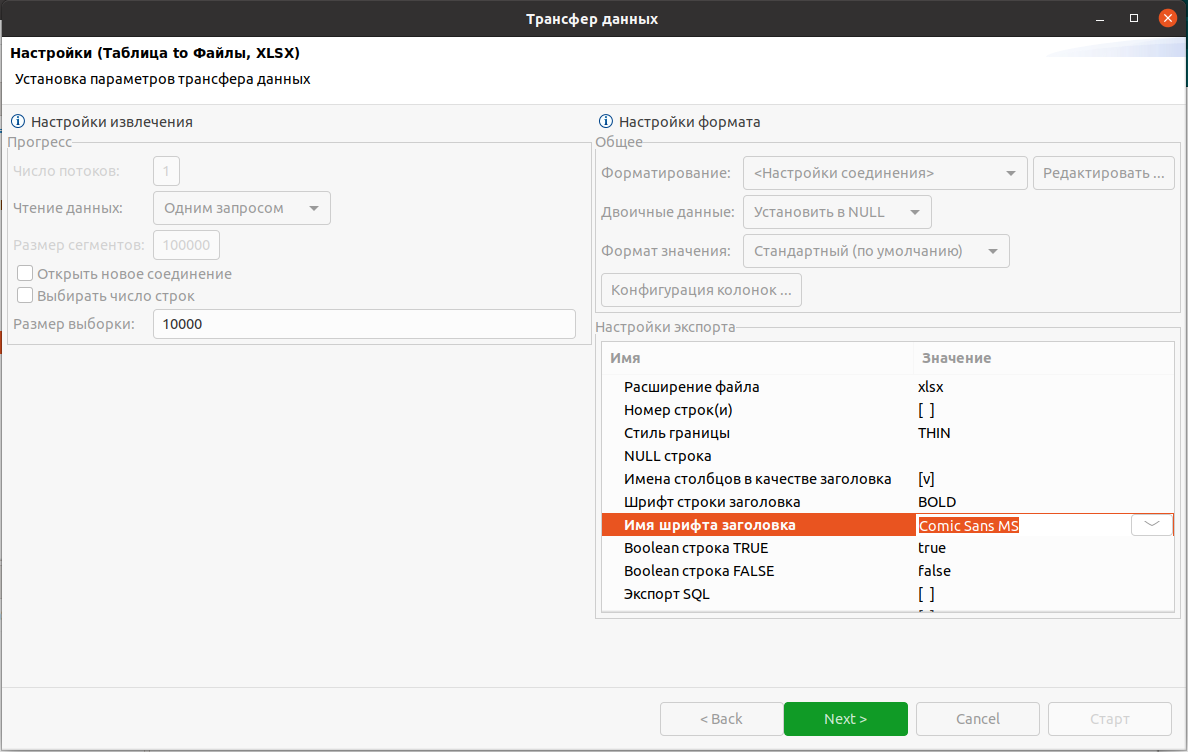 Трансфер данных
Настройки (Таблица to Файлы, XLSX)
Установка параметров трансфера данных
Настройки извлечения
Прогресс
Число потоков: 1
Чтение данных: Одним запросом
Размер сегментов: 100000
Открыть новое соединение
Выбирать число строк
Размер выборки: 10000
Настройки формата
Общее
Форматирование: <Настройки соединения> Редактировать ...
Двоичные данные: Установить в NULL
Формат значения: Стандартный (по умолчанию)
Конфигурация колонок ...
Настройки экспорта
Имя Значение
Расширение файла xlsx
Номер строк(и) [ ]
Стиль границы THIN
NULL строка
Имена столбцов в качестве заголовка [v]
Шрифт строки заголовка BOLD
Имя шрифта заголовка Comic Sans MS
Boolean строка TRUE true
Boolean строка FALSE false
Экспорт SQL [ ]
< Back Next > Cancel Старт